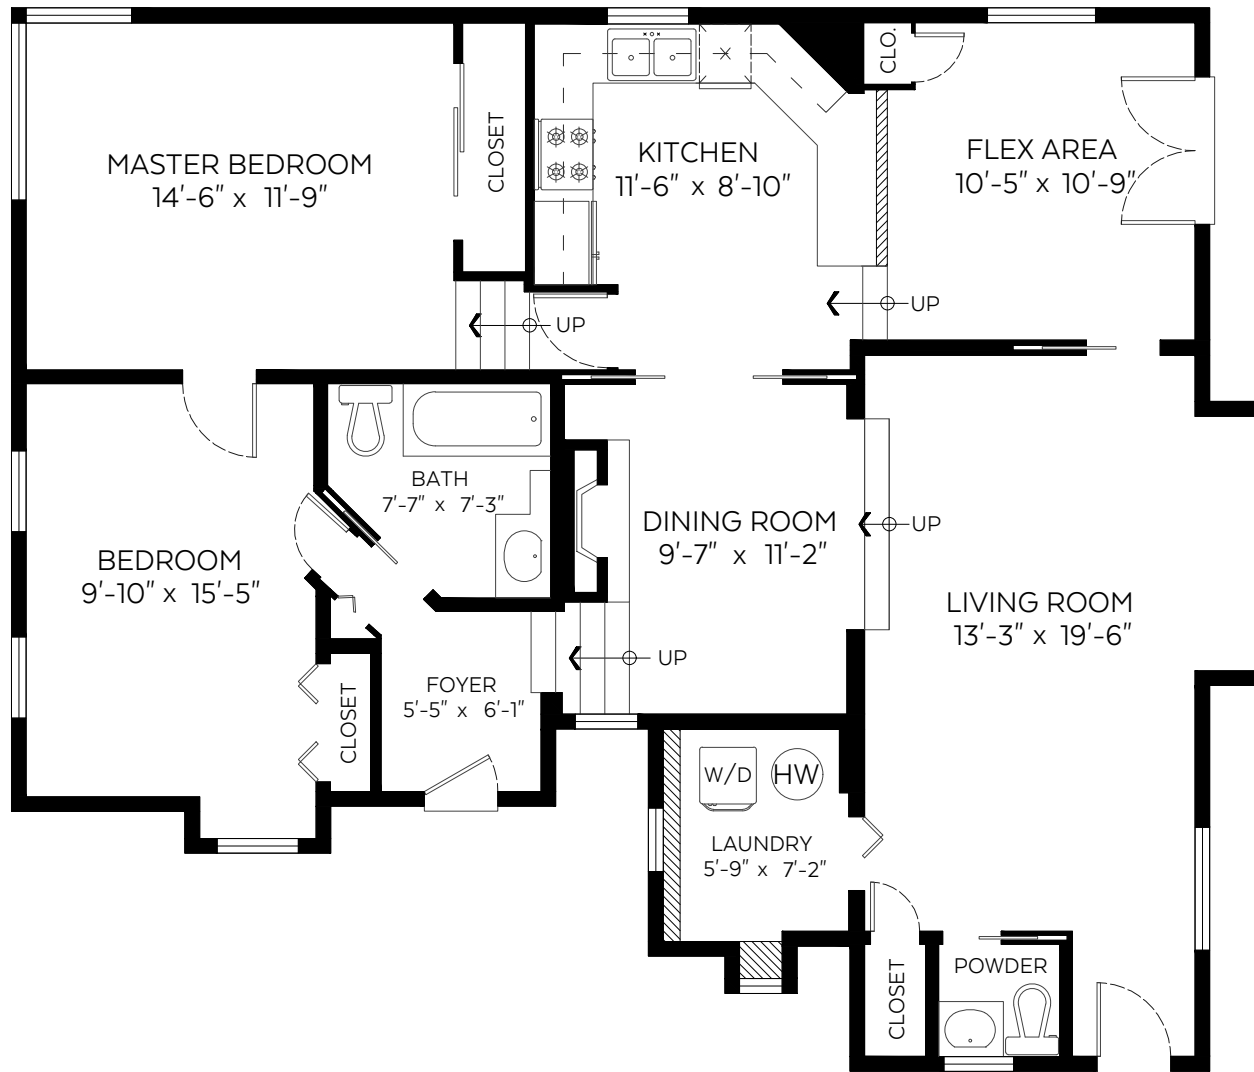 CLO.
MASTER BEDROOM
14'-6" x 11'-9"
CLOSET
KITCHEN
11'-6" x 8'-10"
FLEX AREA
10'-5" x 10'-9"
UP
UP
BATH
7'-7" x 7'-3"
DINING ROOM
9'-7" x 11'-2"
UP
BEDROOM
9'-10" x 15'-5"
LIVING ROOM
13'-3" x 19'-6"
UP
FOYER
5'-5" x 6'-1"
CLOSET
W/D
HW
LAUNDRY
5'-9" x 7'-2"
POWDER
CLOSET